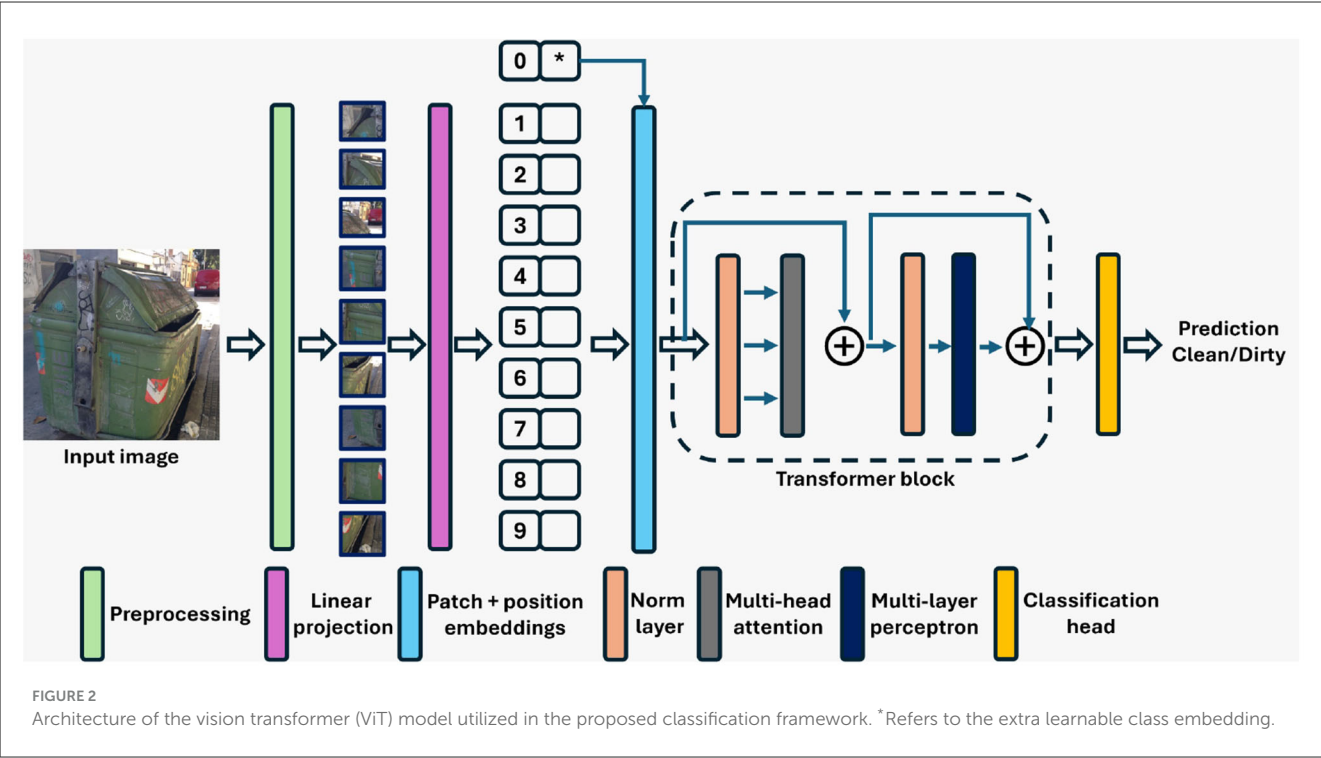 0 *
1
2
3
4
5
6
7
8
9
Input image
+
+
Prediction
Clean/Dirty
Transformer block
Preprocessing
Linear
projection
Patch + position
embeddings
Norm
layer
Multi-head
attention
Multi-layer
perceptron
Classification
head
FIGURE 2
Architecture of the vision transformer (ViT) model utilized in the proposed classification framework. *Refers to the extra learnable class embedding.